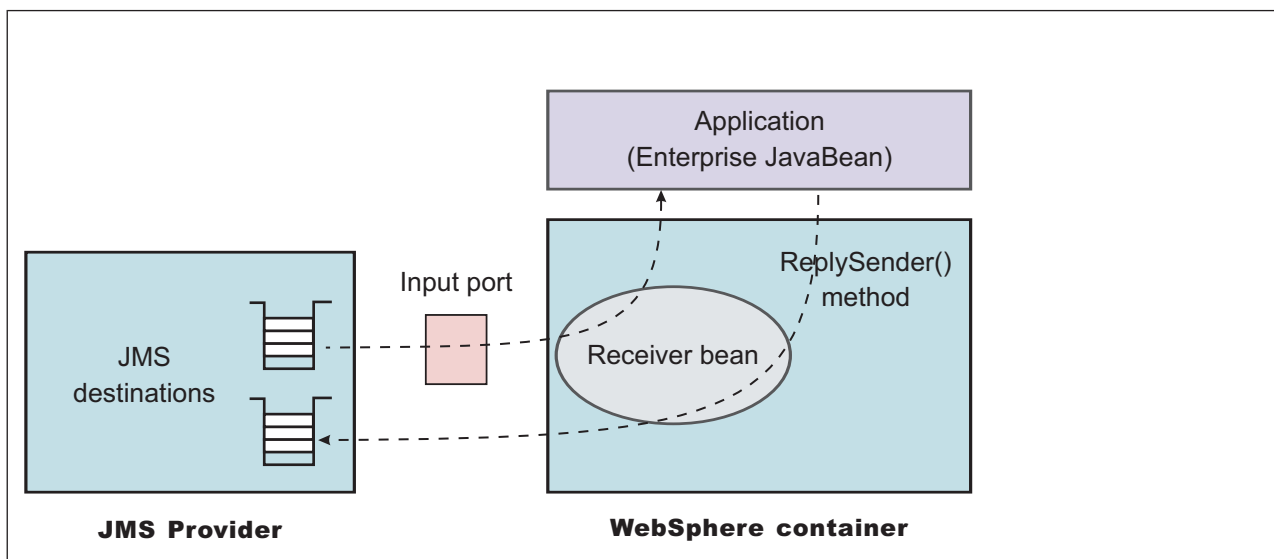 Application
(Enterprise JavaBean)
ReplySender()
method
Input port
Receiver bean
JMS
destinations
JMS Provider
WebSphere container